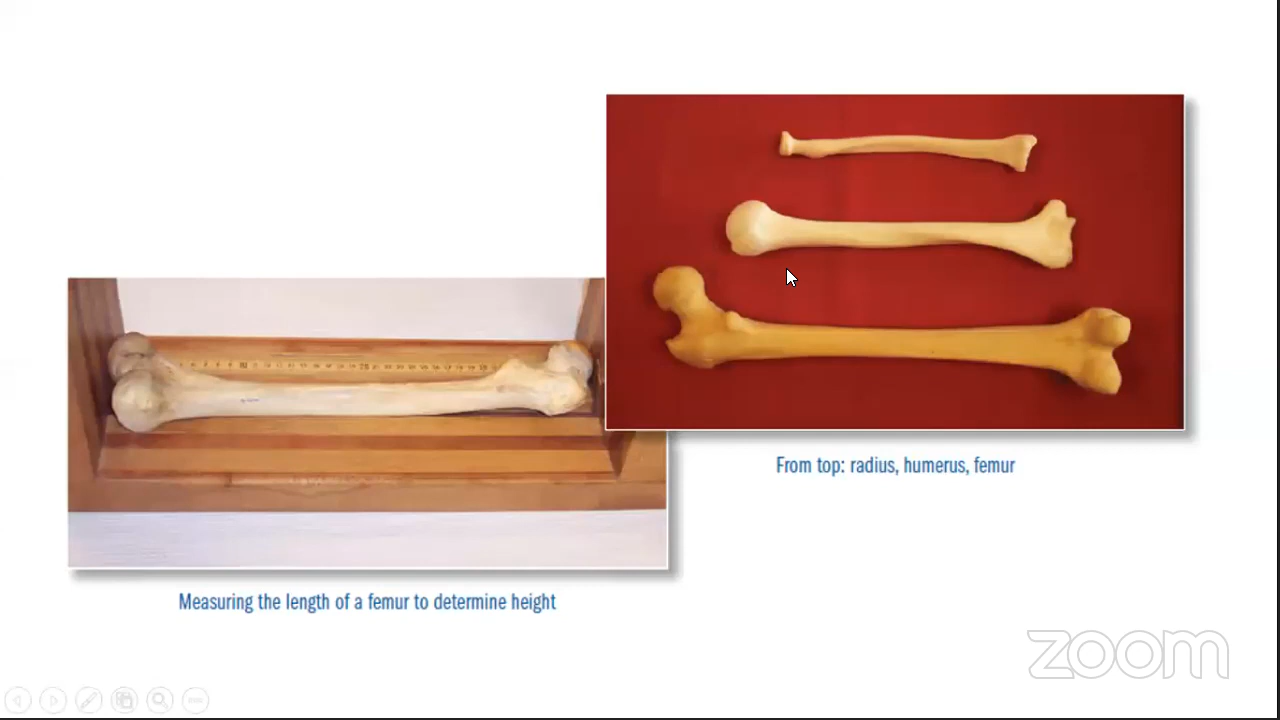 From top: radius, humerus, femur
Measuring the length of a femur to determine height
zoom